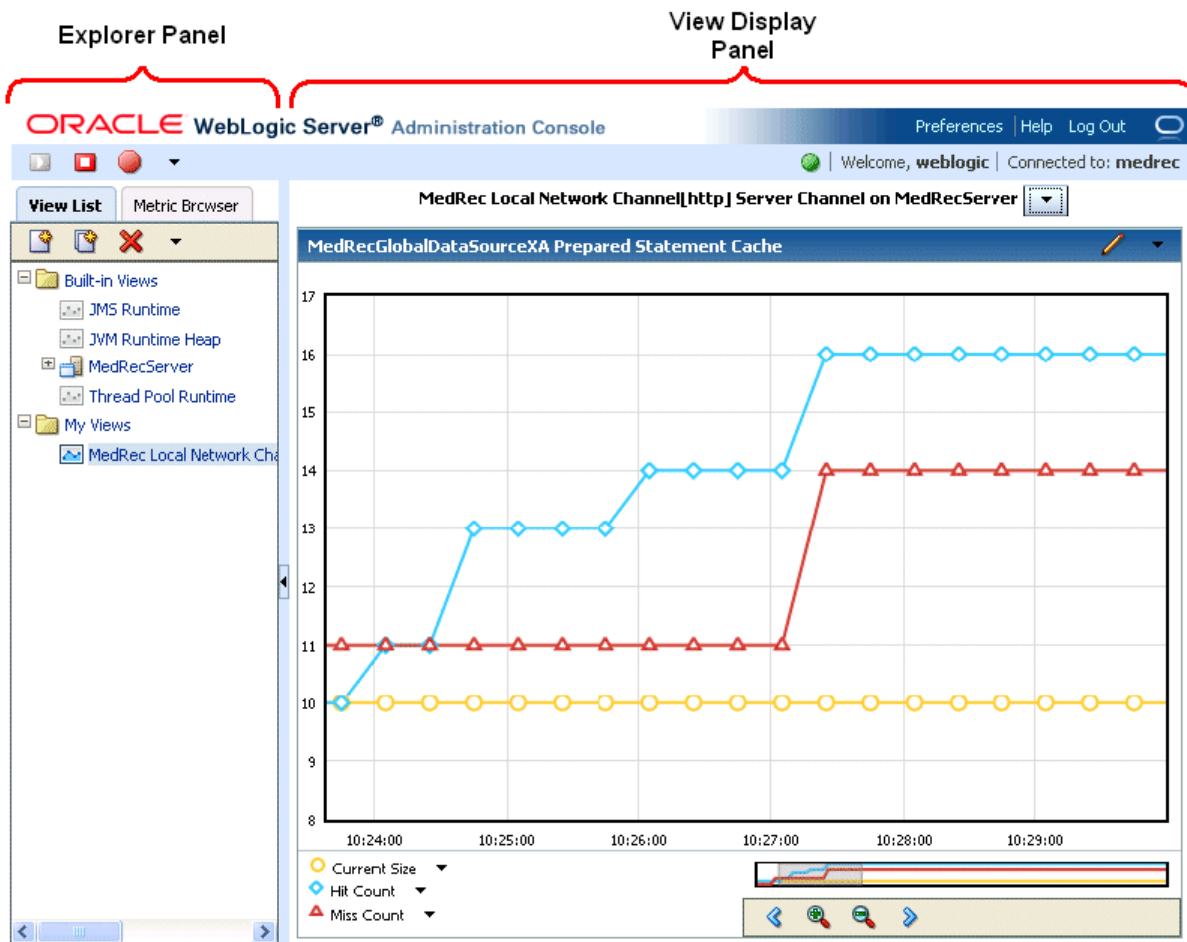 Explorer Panel
View Display
Panel
ORACLE WebLogic Server® Administration Console
Preferences | Help Log Out
Welcome, weblogic | Connected to: medrec
View List
Metric Browser
MedRec Local Network Channel[http] Server Channel on MedRecServer
MedRecGlobalDataSourceXA Prepared Statement Cache
Built-in Views
JMS Runtime
JVM Runtime Heap
MedRecServer
Thread Pool Runtime
My Views
MedRec Local Network Cha
17
16
15
14
13
12
11
10
9
8
10:24:00 10:25:00 10:26:00 10:27:00 10:28:00 10:29:00
Current Size
Hit Count
Miss Count